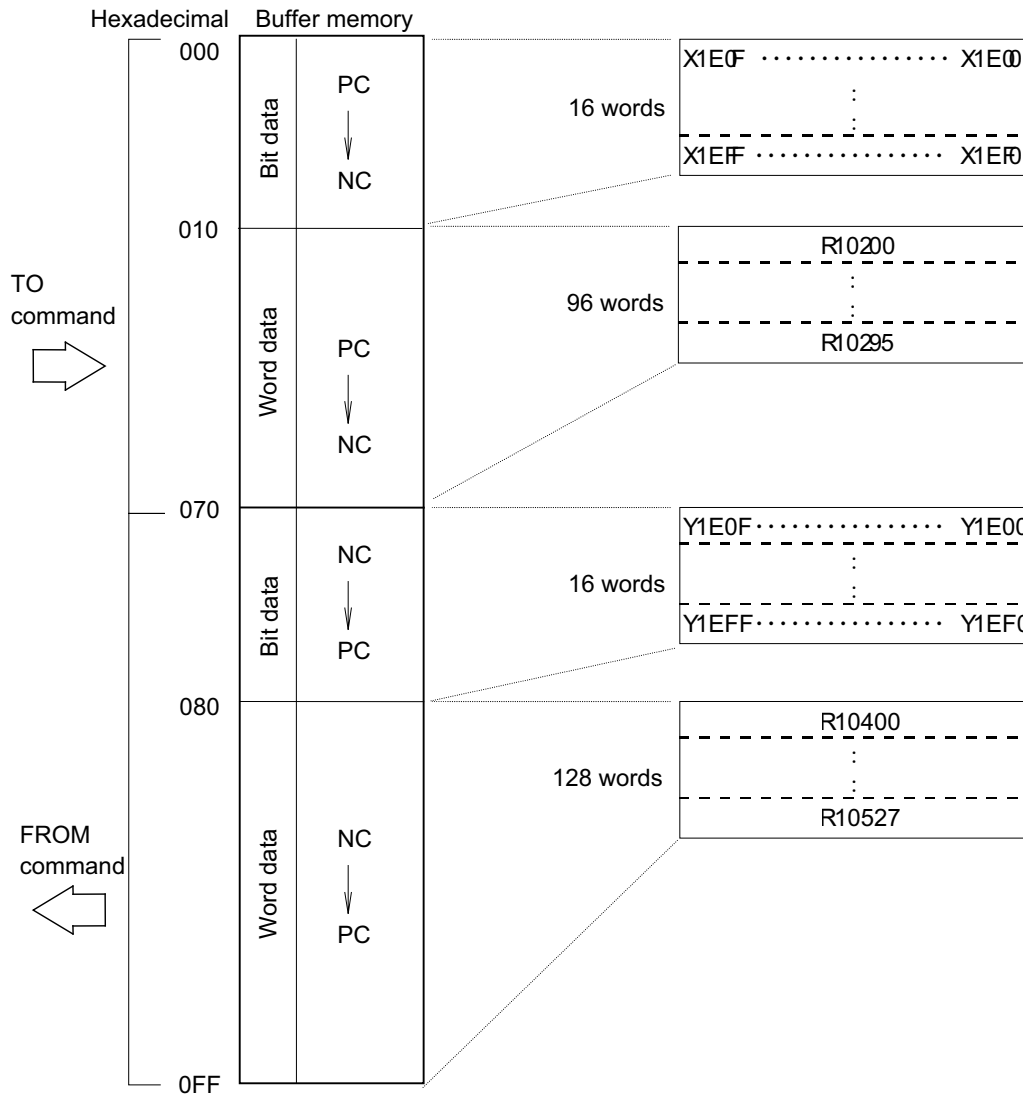 Hexadecimal Buffer memory
000
Bit data
PC
NC
16 words
X1E0F ················ X1E00
X1EFF ················ X1EF0
010
TO
command
Word data
PC
NC
96 words
R10200
R10295
070
Bit data
NC
PC
16 words
Y1E0F ················ Y1E00
Y1EFF ················ Y1EF0
080
FROM
command
Word data
NC
PC
128 words
R10400
R10527
0FF